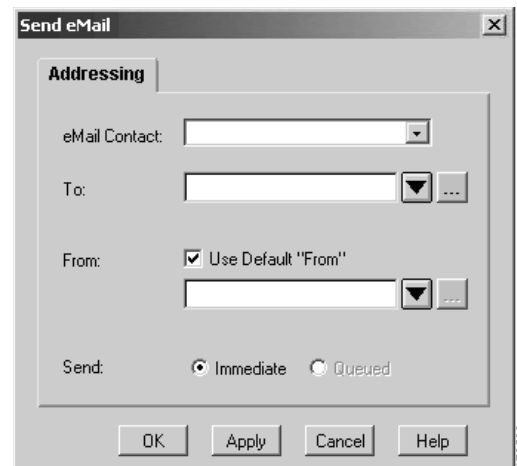 Send eMail
Addressing
eMail Contact:
To:
...
From:
Use Default "From"
...
Send:
Immediate
Queued
OK
Apply
Cancel
Help